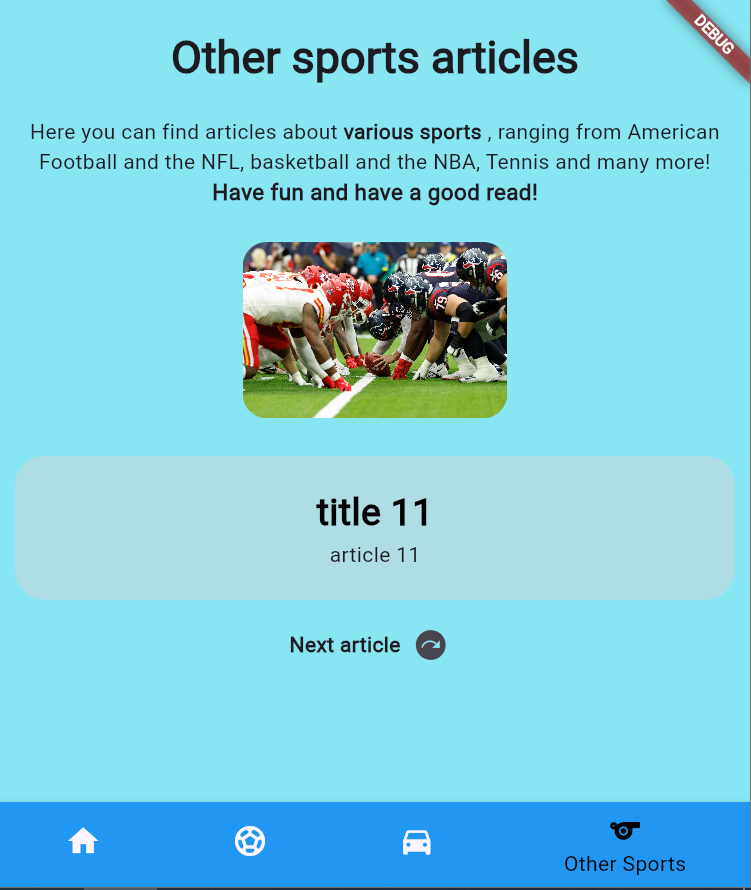 DEBUG
Other sports articles
Here you can find articles about various sports , ranging from American
Football and the NFL, basketball and the NBA, Tennis and many more!
Have fun and have a good read!
79
title 11
article 11
Next article
Other Sports